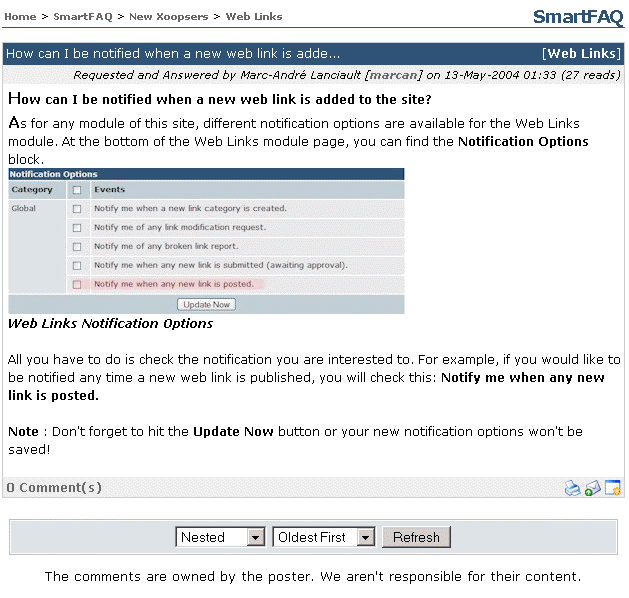 Home > SmartFAQ > New Xoopsers > Web Links
SmartFAQ
How can I be notified when a new web link is adde...
[Web Links]
Requested and Answered by Marc-André Lanciault [marcan] on 13-May-2004 01:33 (27 reads)
How can I be notified when a new web link is added to the site?
As for any module of this site, different notification options are available for the Web Links
module. At the bottom of the Web Links module page, you can find the Notification Options
block.
Notification Options
Category Events
Global Notify me when a new link category is created.
Notify me of any link modification request.
Notify me of any broken link report.
Notify me when any new link is submitted (awaiting approval).
Notify me when any new link is posted.
Update Now
Web Links Notification Options
All you have to do is check the notification you are interested to. For example, if you would like to
be notified any time a new web link is published, you will check this: Notify me when any new
link is posted.
Note : Don't forget to hit the Update Now button or your new notification options won't be
saved!
0 Comment(s)
Nested Oldest First Refresh
The comments are owned by the poster. We aren't responsible for their content.